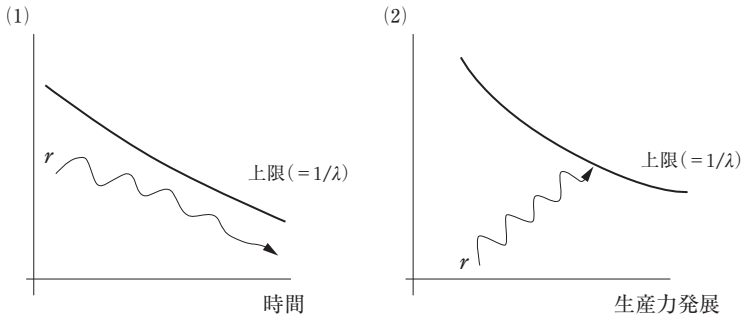 (1)
r
上限(=1/λ)
時間
(2)
上限(=1/λ)
r
生産力発展